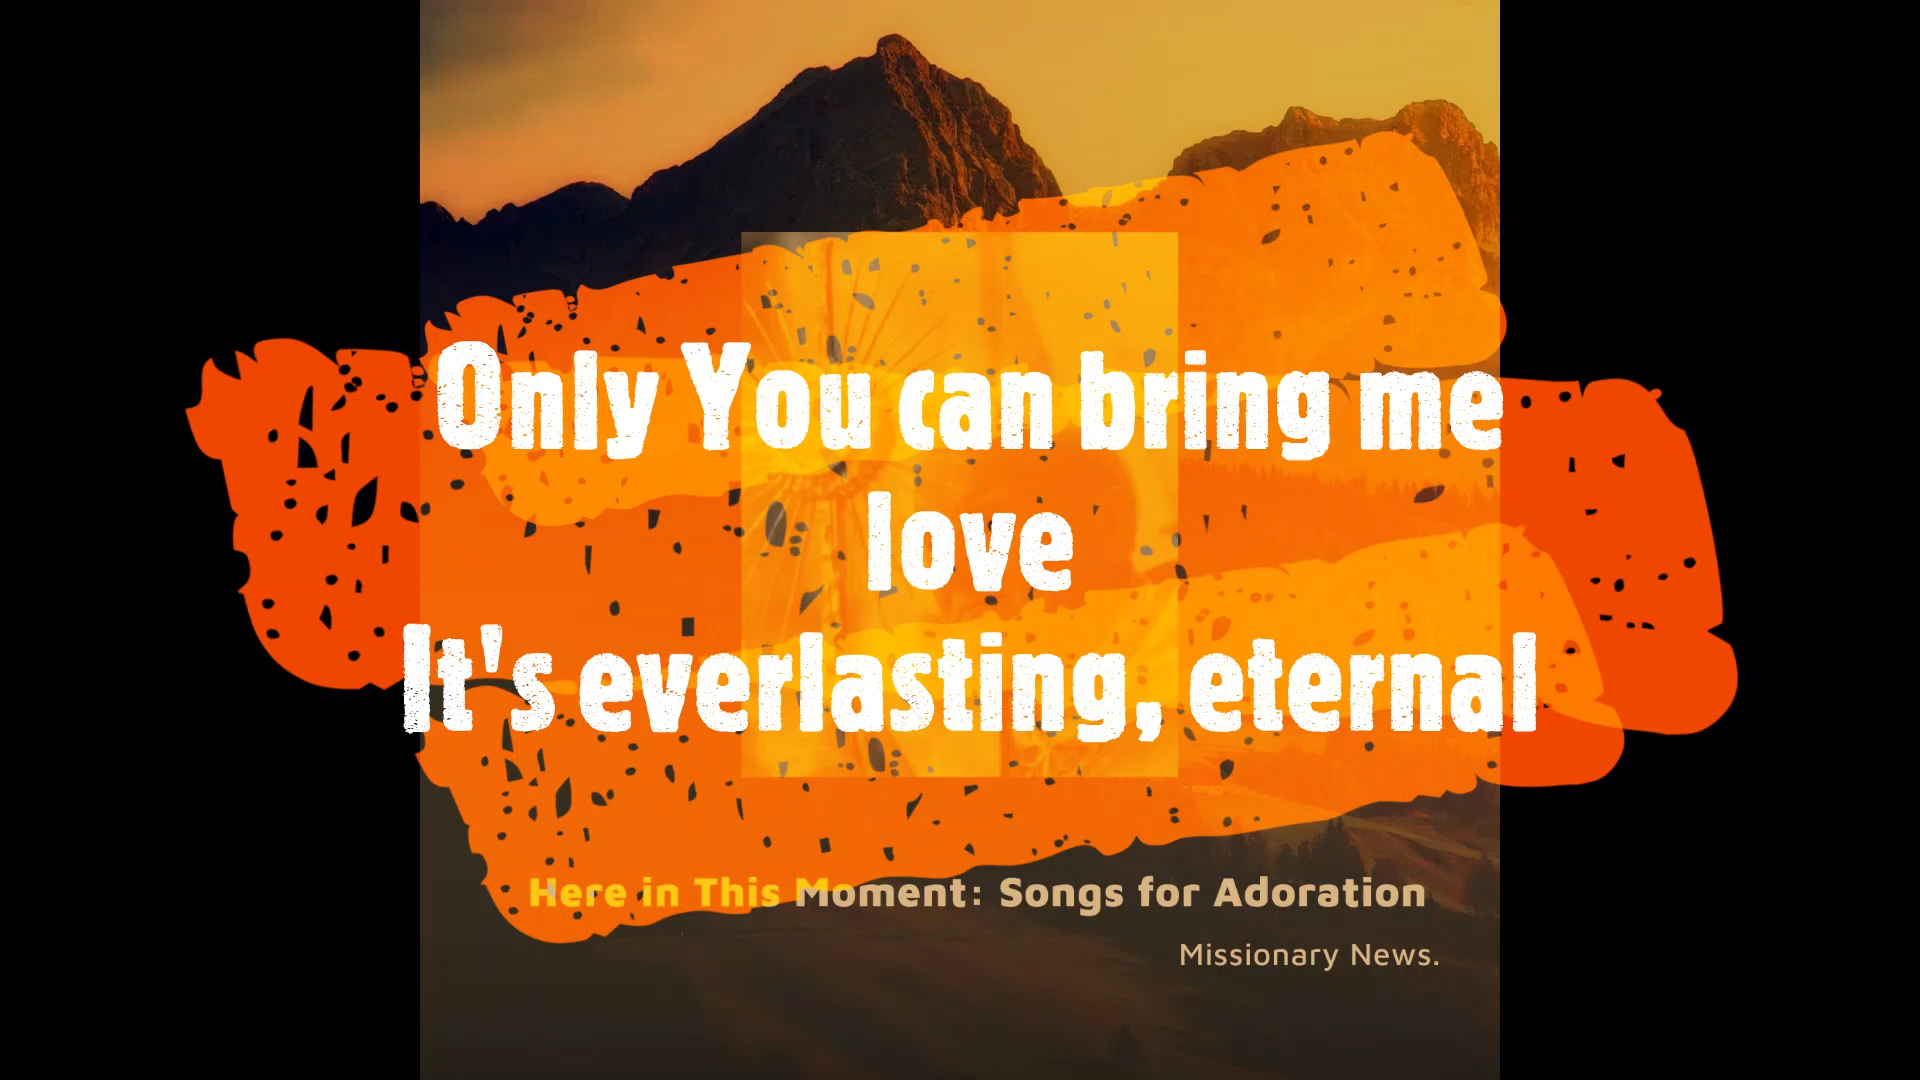 Only You can bring me
love
It's everlasting, eternal
Here in This Moment: Songs for Adoration
Missionary News.